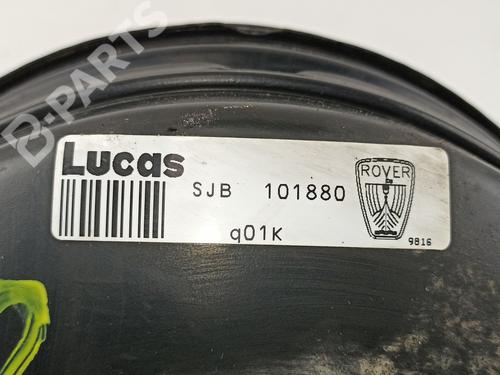 B-PARTS
Lucas
SJB 101880
q01K
ROVER
9816